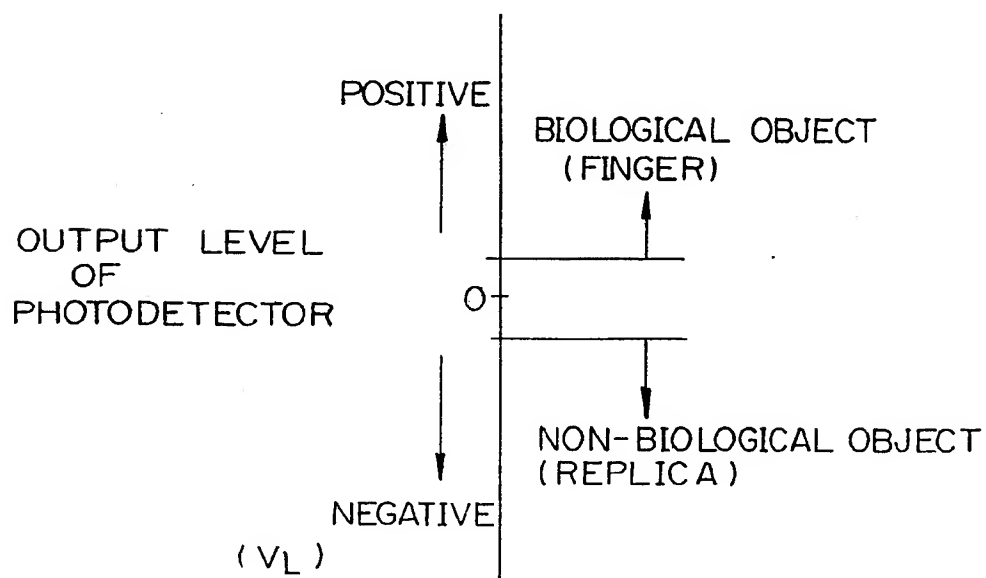 POSITIVE
BIOLOGICAL OBJECT
(FINGER)
OUTPUT LEVEL
OF
PHOTODETECTOR
0
NON-BIOLOGICAL OBJECT
(REPLICA)
NEGATIVE
(VL)